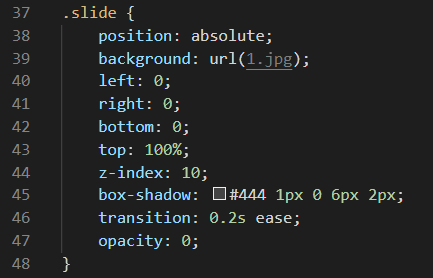 37 .slide {
38 position: absolute;
39 background: url(1.jpg);
40 left: 0;
41 right: 0;
42 bottom: 0;
43 top: 100%;
44 z-index: 10;
45 box-shadow: #444 1px 0 6px 2px;
46 transition: 0.2s ease;
47 opacity: 0;
48 }